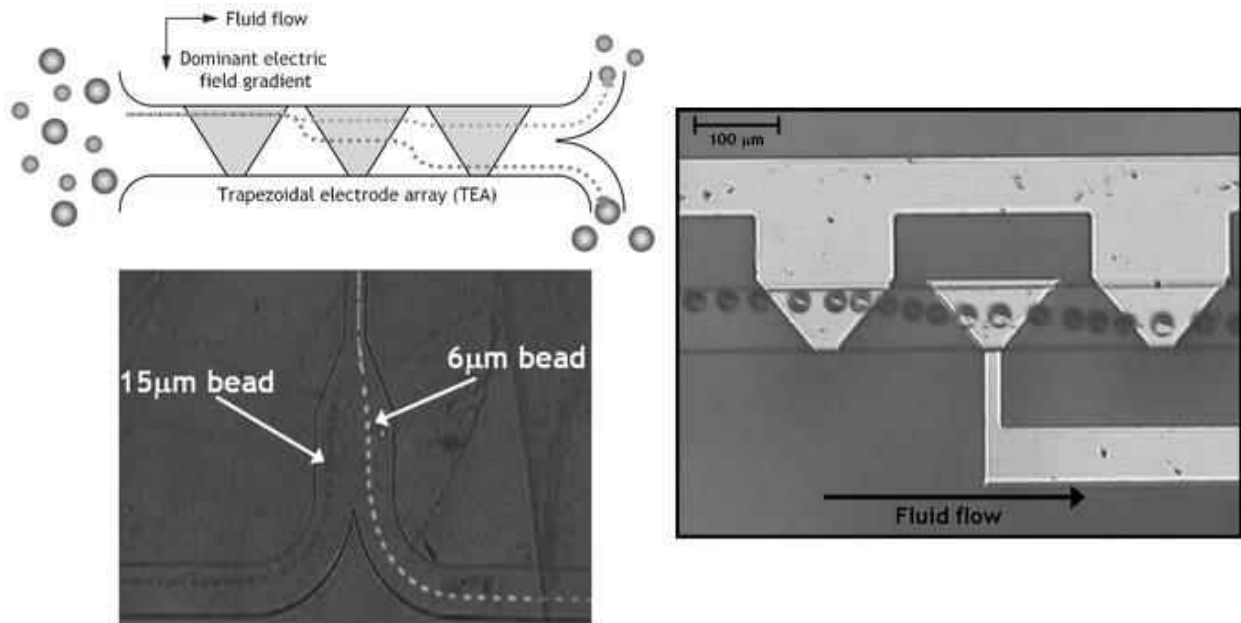 Fluid flow
Dominant electric
field gradient
Trapezoidal electrode array (TEA)
15μm bead
6μm bead
100 μm
Fluid flow